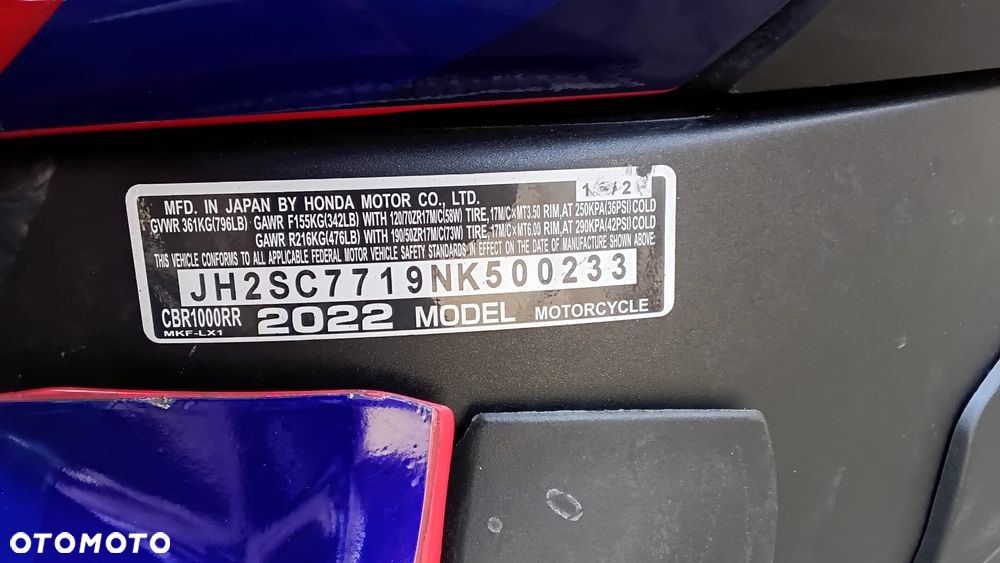 MFD. IN JAPAN BY HONDA MOTOR CO., LTD.
GVWR 361KG(796LB) GAWR F155KG(342LB) WITH 120/70ZR17M/C(58W) TIRE, 17M/C×MT3.50 RIM, AT 250KPA(36PSI) COLD
GAWR R216KG(476LB) WITH 190/50ZR17M/C(73W) TIRE, 17M/C×MT6.00 RIM, AT 290KPA(42PSI) COLD
THIS VEHICLE CONFORMS TO ALL APPLICABLE FEDERAL MOTOR VEHICLE SAFETY STANDARDS IN EFFECT ON THE DATE OF MANUFACTURE SHOWN ABOVE.
JH2SC7719NK500233
CBR1000RR 2022 MODEL MOTORCYCLE
MKF-LX1
OTOMOTO